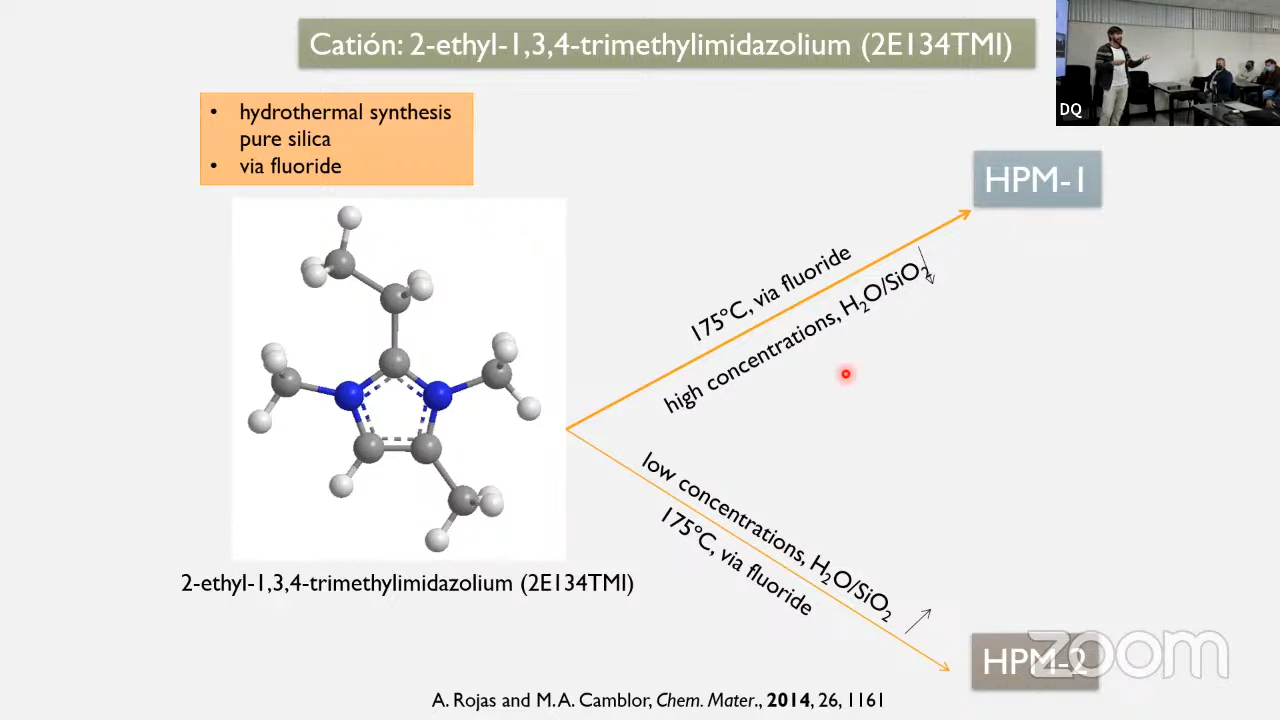 Catión: 2-ethyl-1,3,4-trimethylimidazolium (2E134TMI)
DQ
• hydrothermal synthesis
pure silica
• via fluoride
HPM-1
175ºC, via fluoride
high concentrations, H₂O/SiO₂
low concentrations, H₂O/SiO₂
175ºC, via fluoride
2-ethyl-1,3,4-trimethylimidazolium (2E134TMI)
HPM-2
zoom
A. Rojas and M.A. Camblor, Chem. Mater., 2014, 26, 1161